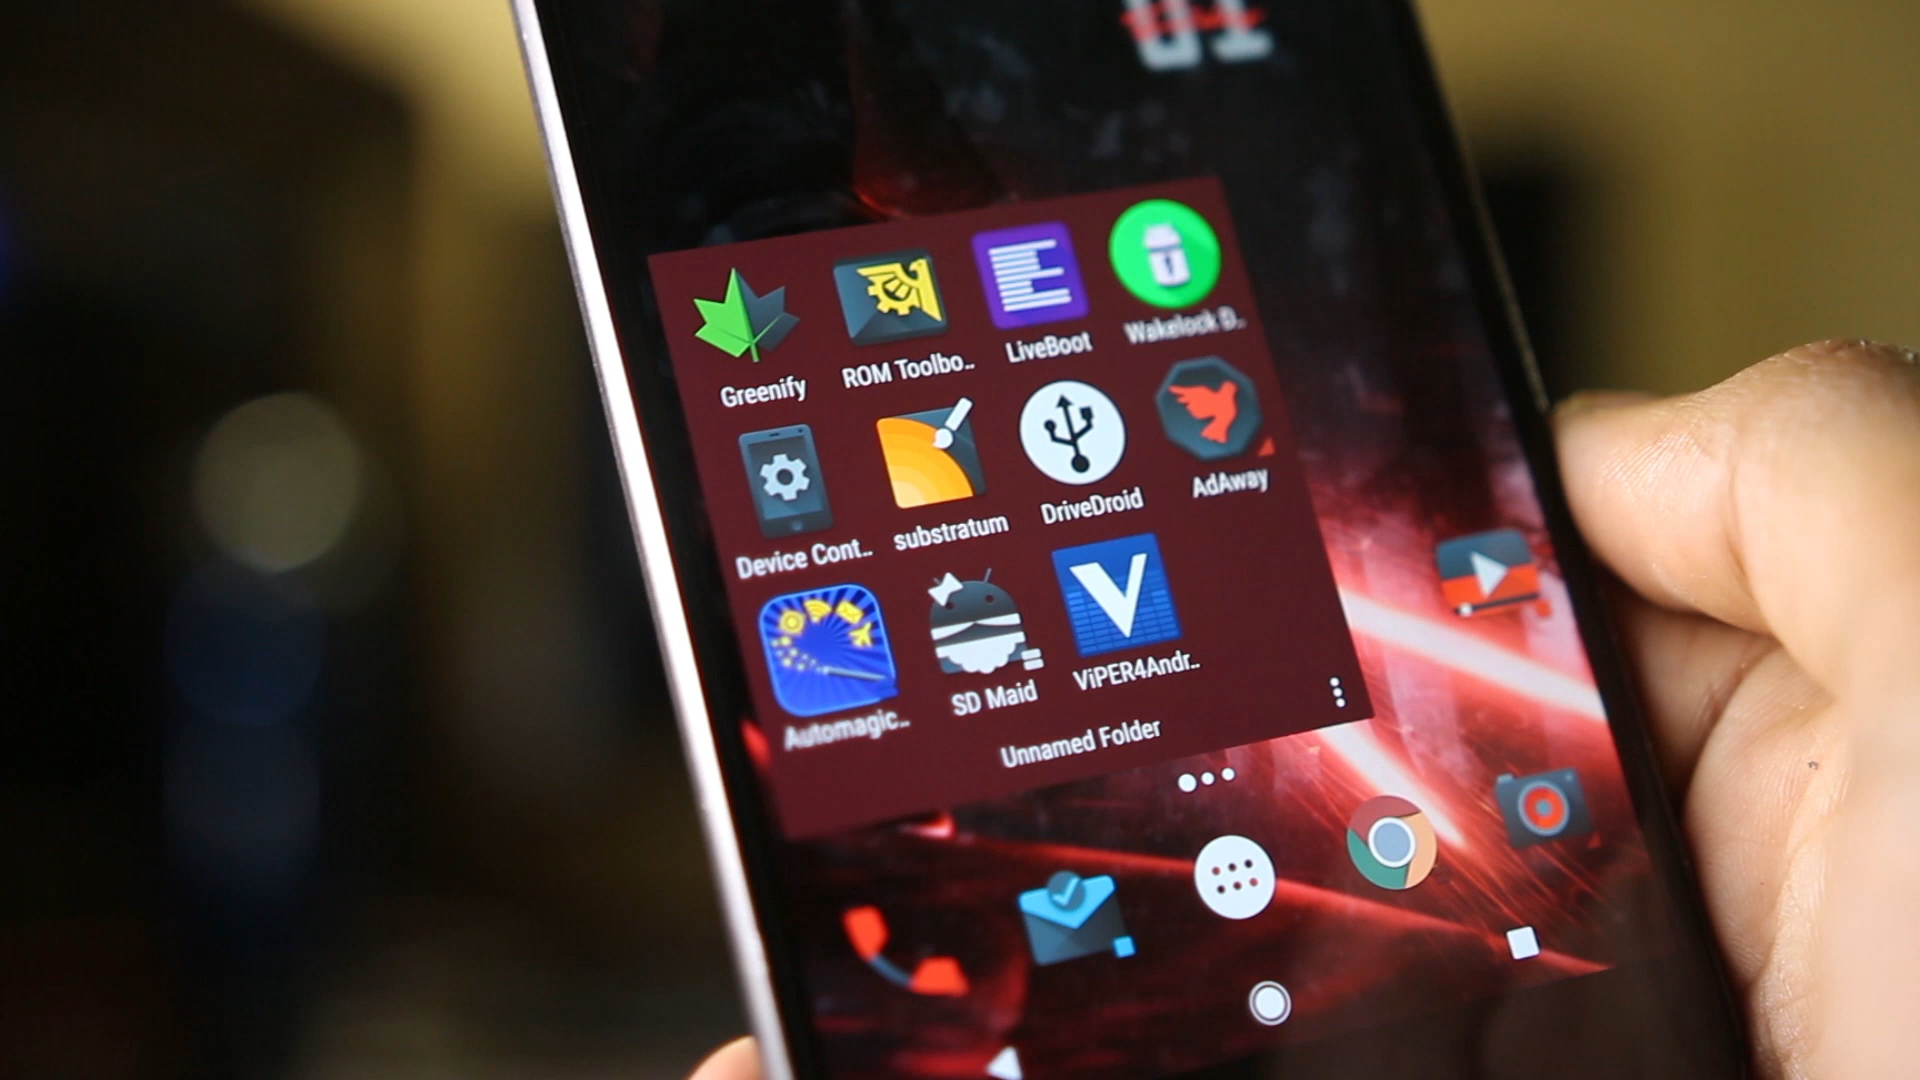 Greenify
ROM Toolbo..
LiveBoot
Wakelock D..
Device Cont..
substratum
DriveDroid
AdAway
Automagic..
SD Maid
ViPER4Andr..
Unnamed Folder